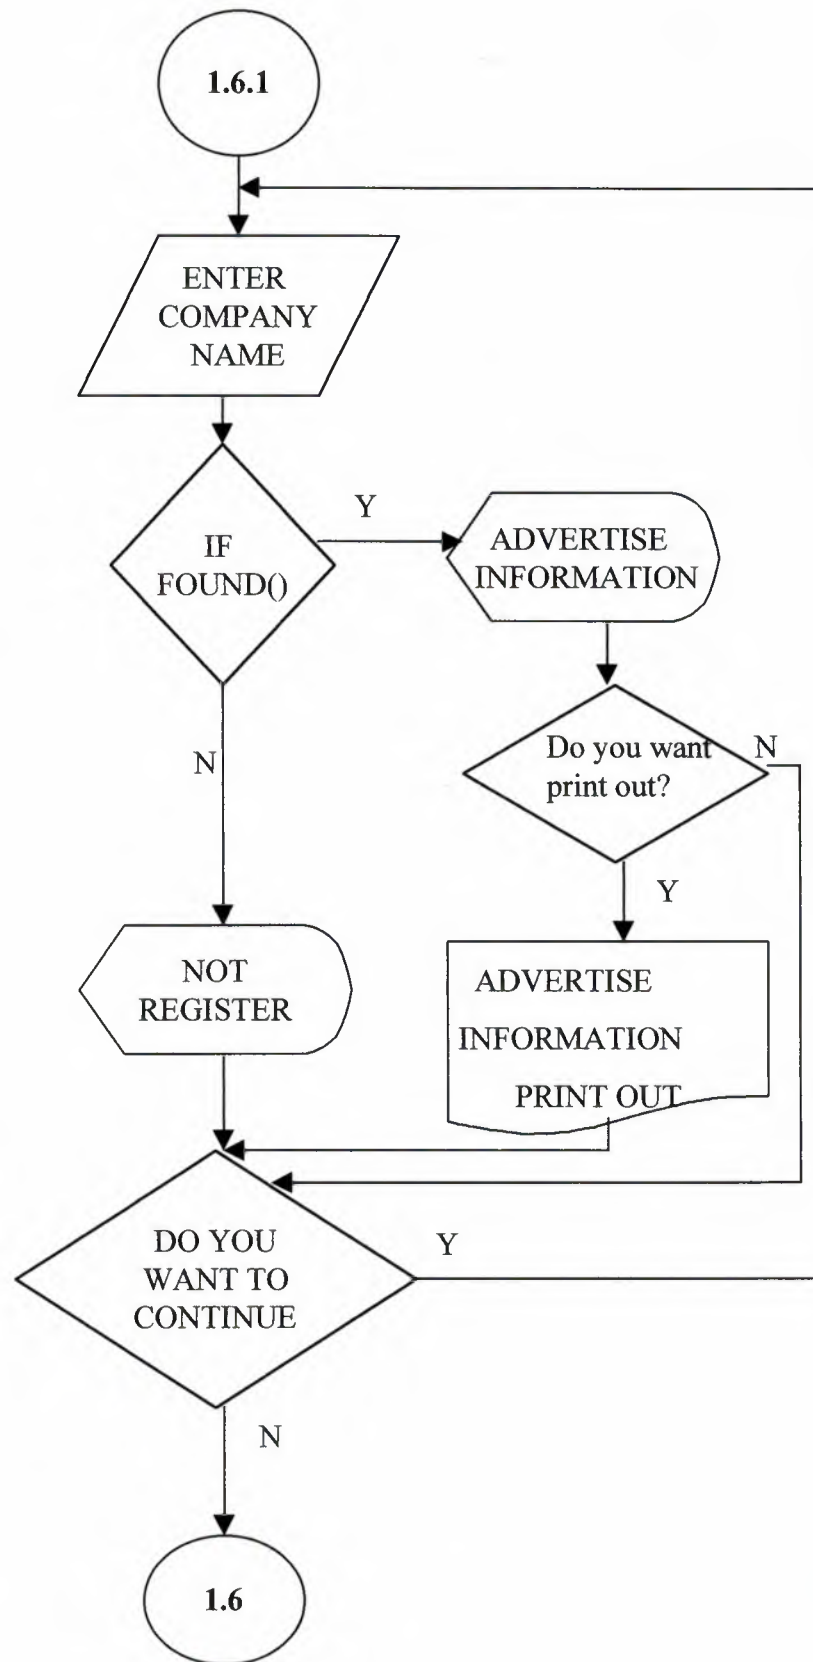 1.6.1
ENTER
COMPANY
NAME
IF
FOUND()
Y
ADVERTISE
INFORMATION
N
Do you want
print out?
N
Y
NOT
REGISTER
ADVERTISE
INFORMATION
PRINT OUT
DO YOU
WANT TO
CONTINUE
Y
N
1.6